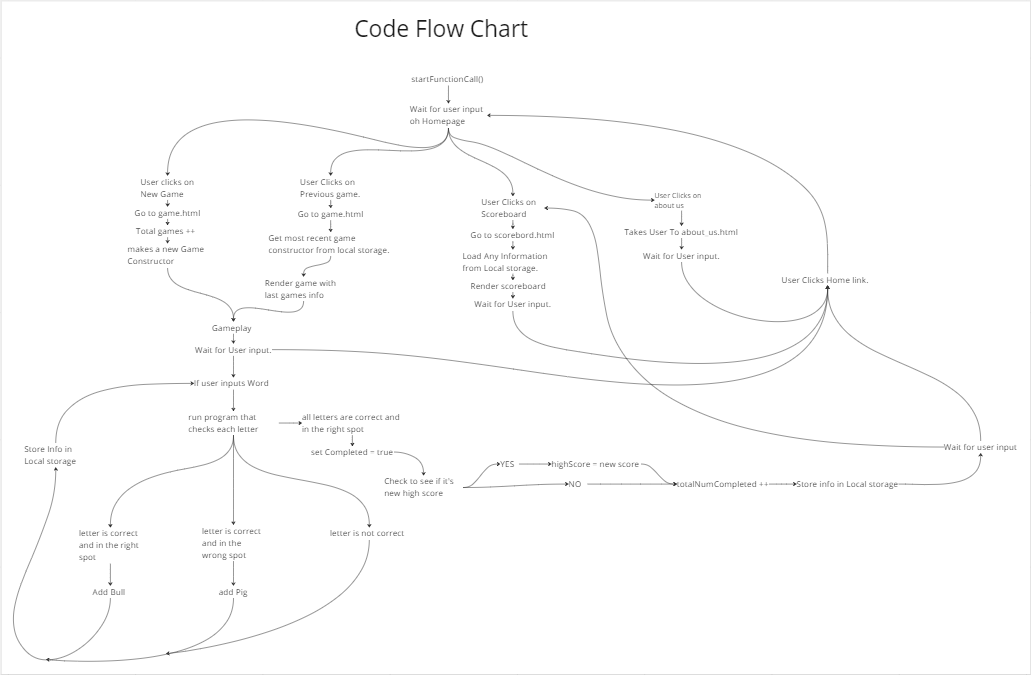 Code Flow Chart
startFunctionCall()
Wait for user input
oh Homepage
User clicks on
New Game
Go to game.html
Total games ++
makes a new Game
Constructor
User Clicks on
Previous game.
Go to game.html
Get most recent game
constructor from local storage.
Render game with
last games info
User Clicks on
Scoreboard
Go to scorebord.html
Load Any Information
from Local storage.
Render scoreboard
Wait for User input.
User Clicks on
about us
Takes User To about_us.html
Wait for User input.
User Clicks Home link.
Gameplay
Wait for User input.
If user inputs Word
run program that
checks each letter
all letters are correct and
in the right spot
set Completed = true
Check to see if it's
new high score
YES
highScore = new score
NO
totalNumCompleted ++
Store info in Local storage
Wait for user input
Store Info in
Local storage
letter is correct
and in the right
spot
Add Bull
letter is correct
and in the
wrong spot
add Pig
letter is not correct